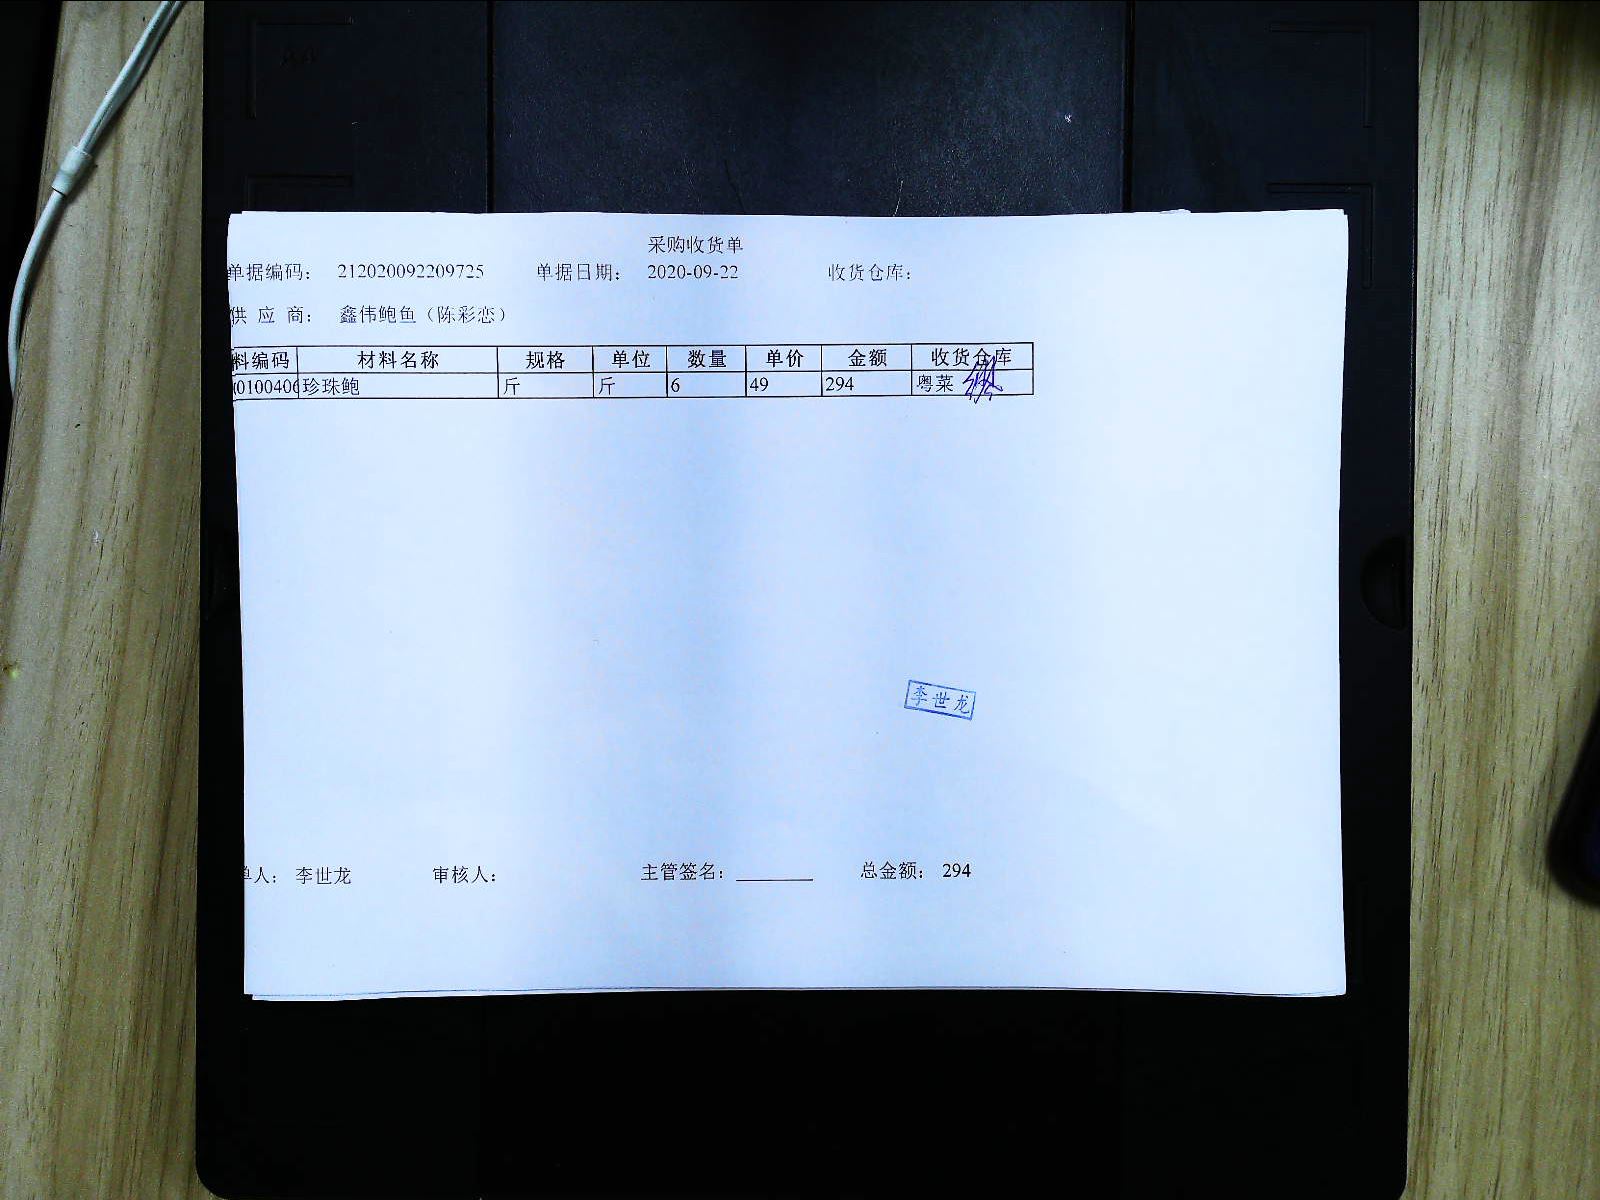 采购收货单
单据编码： 212020092209725 单据日期： 2020-09-22 收货仓库：
供 应 商： 鑫伟鲍鱼（陈彩恋）
料编码 材料名称 规格 单位 数量 单价 金额 收货仓库
0100406 珍珠鲍 斤 斤 6 49 294 粤菜
李世龙
单人： 李世龙 审核人： 主管签名： 总金额： 294